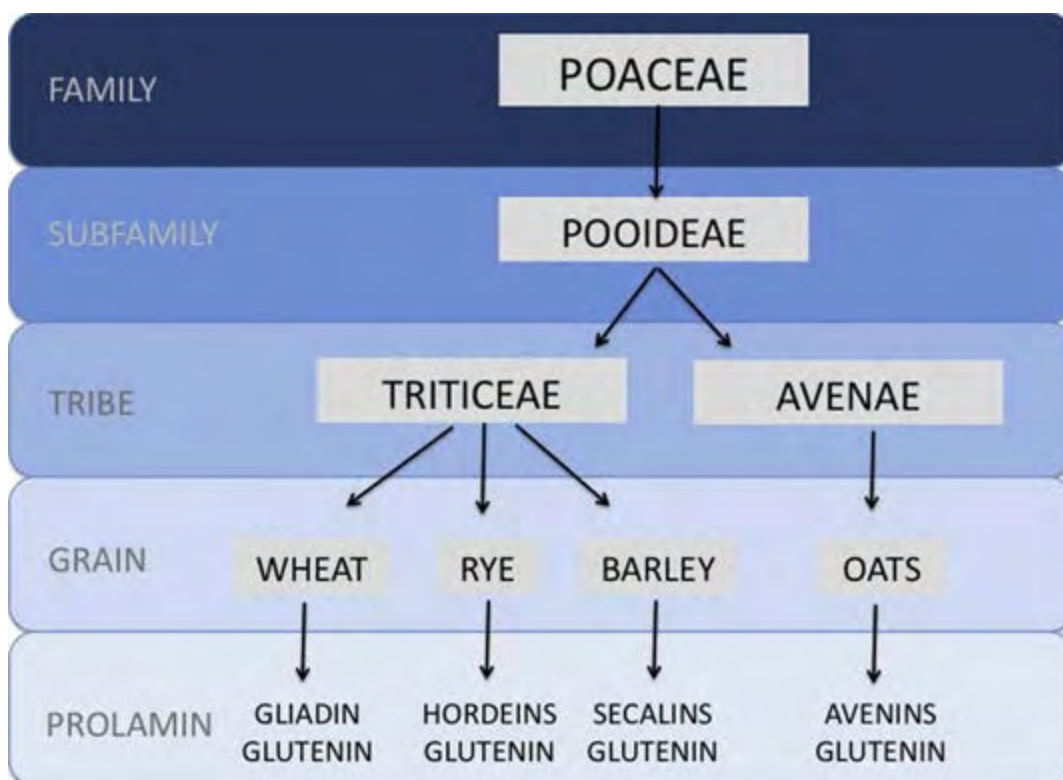 FAMILY
POACEAE
SUBFAMILY
POOIDEAE
TRIBE
TRITICEAE
AVENAE
GRAIN
WHEAT
RYE
BARLEY
OATS
PROLAMIN
GLIADIN
GLUTENIN
HORDEINS
GLUTENIN
SECALINS
GLUTENIN
AVENINS
GLUTENIN